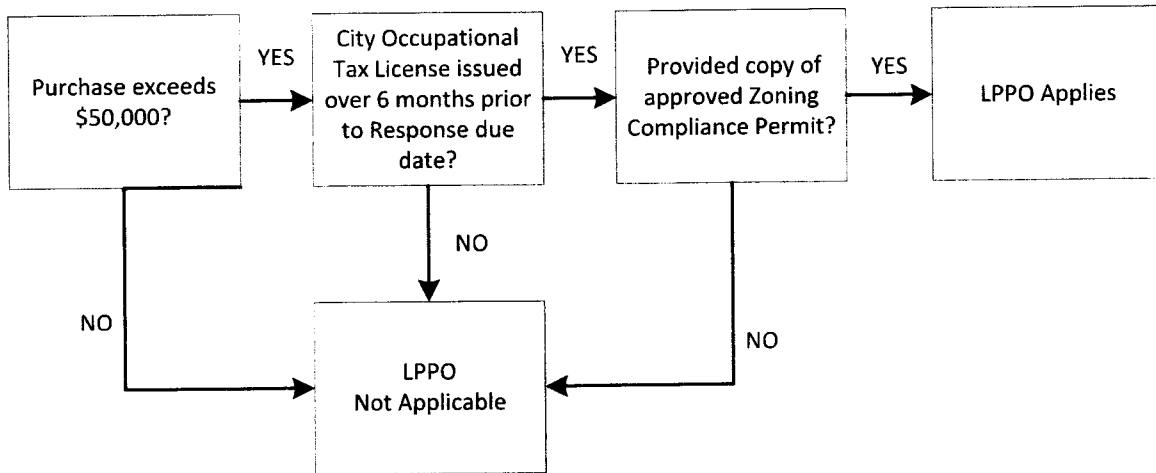 Purchase exceeds
$50,000?
YES
City Occupational
Tax License issued
over 6 months prior
to Response due
date?
YES
Provided copy of
approved Zoning
Compliance Permit?
YES
LPPO Applies
NO
NO
NO
LPPO
Not Applicable